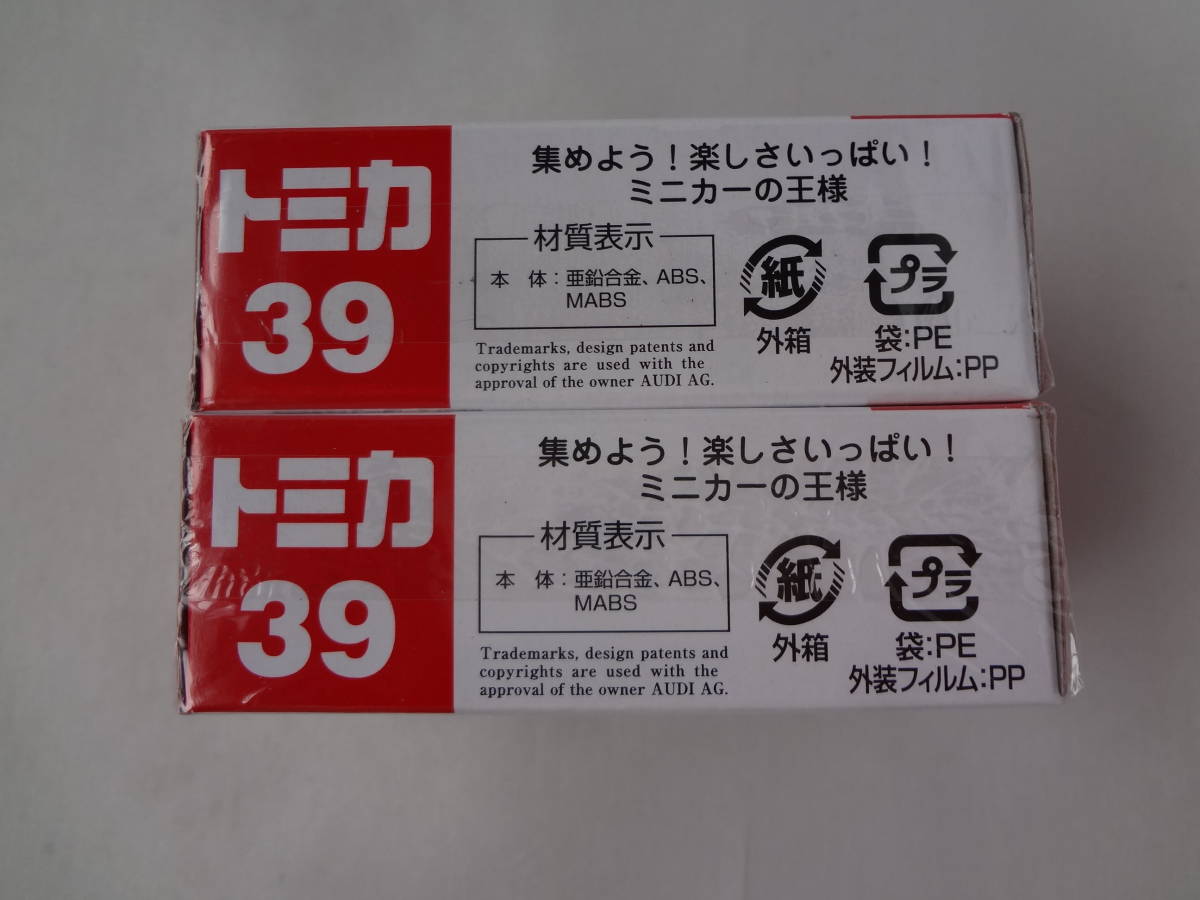 トミカ
39
集めよう！楽しさいっぱい！
ミニカーの王様
材質表示
本　体：亜鉛合金、ABS、
MABS
Trademarks, design patents and
copyrights are used with the
approval of the owner AUDI AG.
紙
外箱
プラ
袋：PE
外装フィルム：PP
トミカ
39
集めよう！楽しさいっぱい！
ミニカーの王様
材質表示
本　体：亜鉛合金、ABS、
MABS
Trademarks, design patents and
copyrights are used with the
approval of the owner AUDI AG.
紙
外箱
プラ
袋：PE
外装フィルム：PP